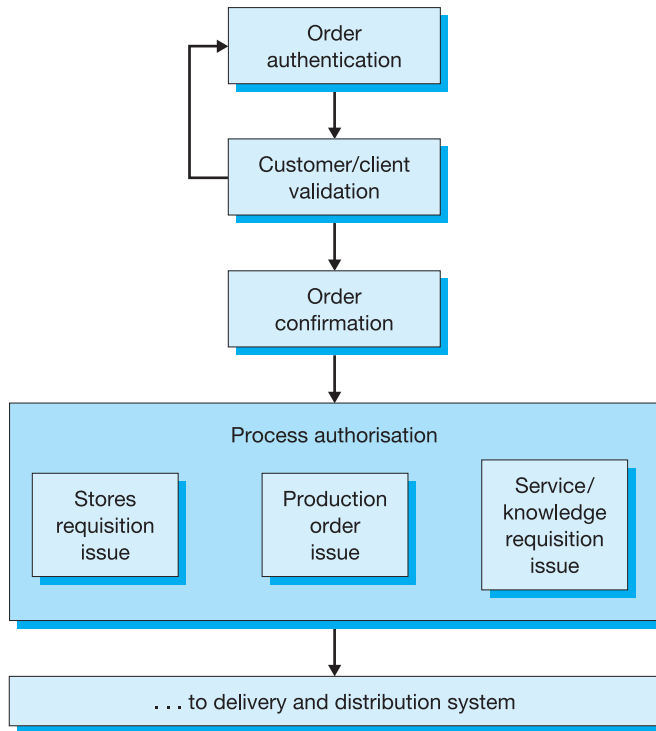 Order
authentication
Customer/client
validation
Order
confirmation
Process authorisation
Stores
requisition
issue
Production
order
issue
Service/
knowledge
requisition
issue
. . . to delivery and distribution system